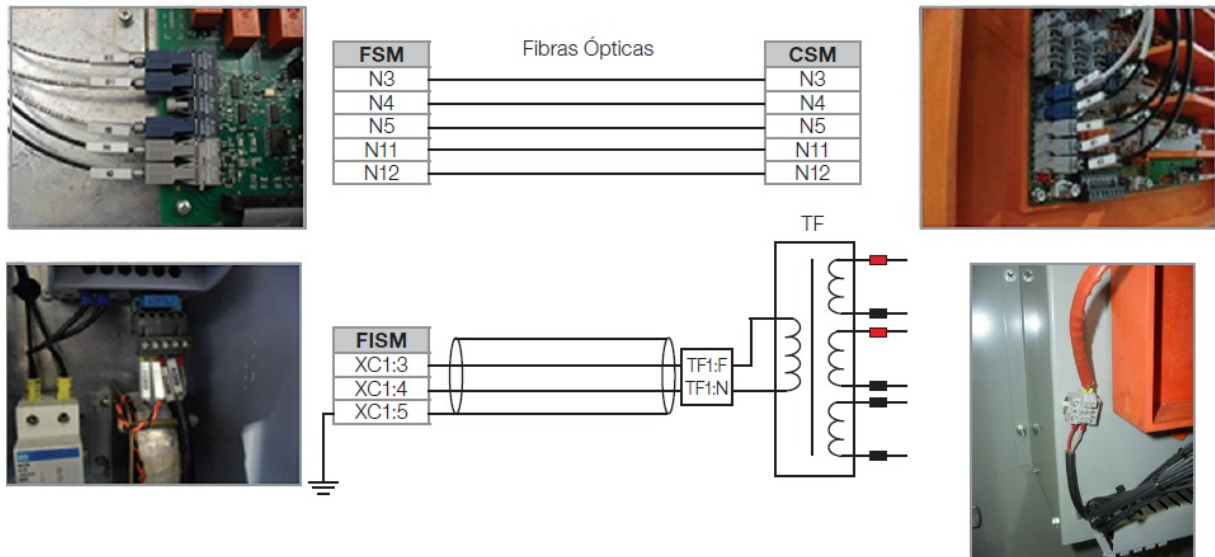 Fibras Ópticas
FSM
N3
N4
N5
N11
N12
CSM
N3
N4
N5
N11
N12
TF
FISM
XC1:3
XC1:4
XC1:5
TF1:F
TF1:N